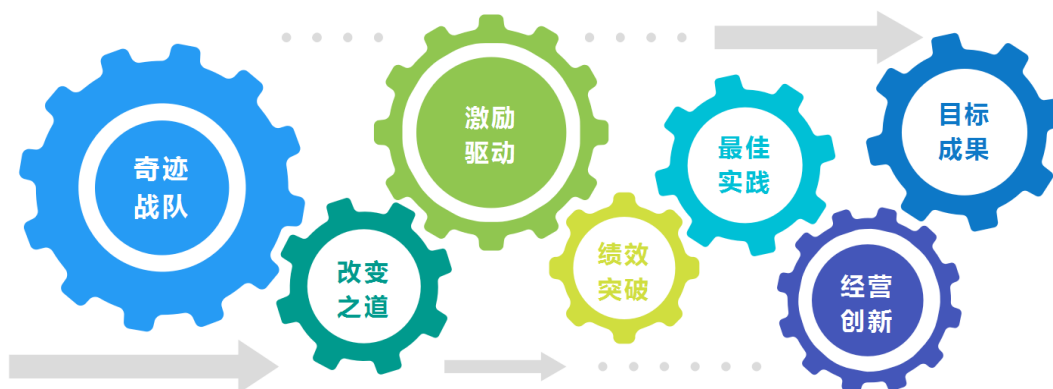 奇迹
战队
改变
之道
激励
驱动
绩效
突破
最佳
实践
经营
创新
目标
成果